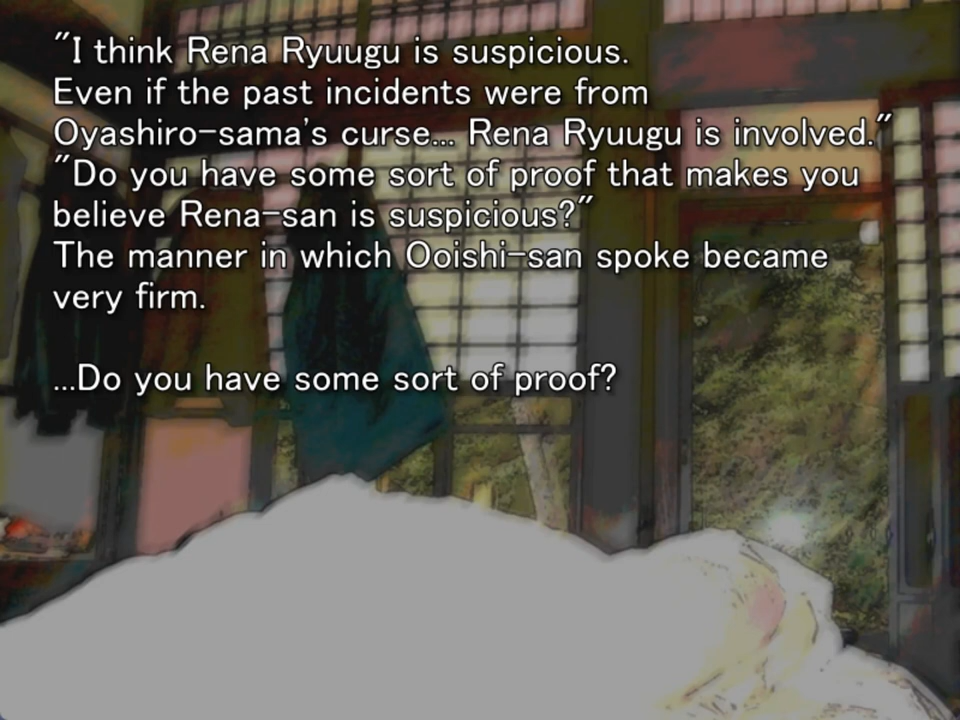 "I think Rena Ryuugu is suspicious.
Even if the past incidents were from
Oyashiro-sama's curse... Rena Ryuugu is involved."
"Do you have some sort of proof that makes you
believe Rena-san is suspicious?"
The manner in which Ooishi-san spoke became
very firm.
...Do you have some sort of proof?